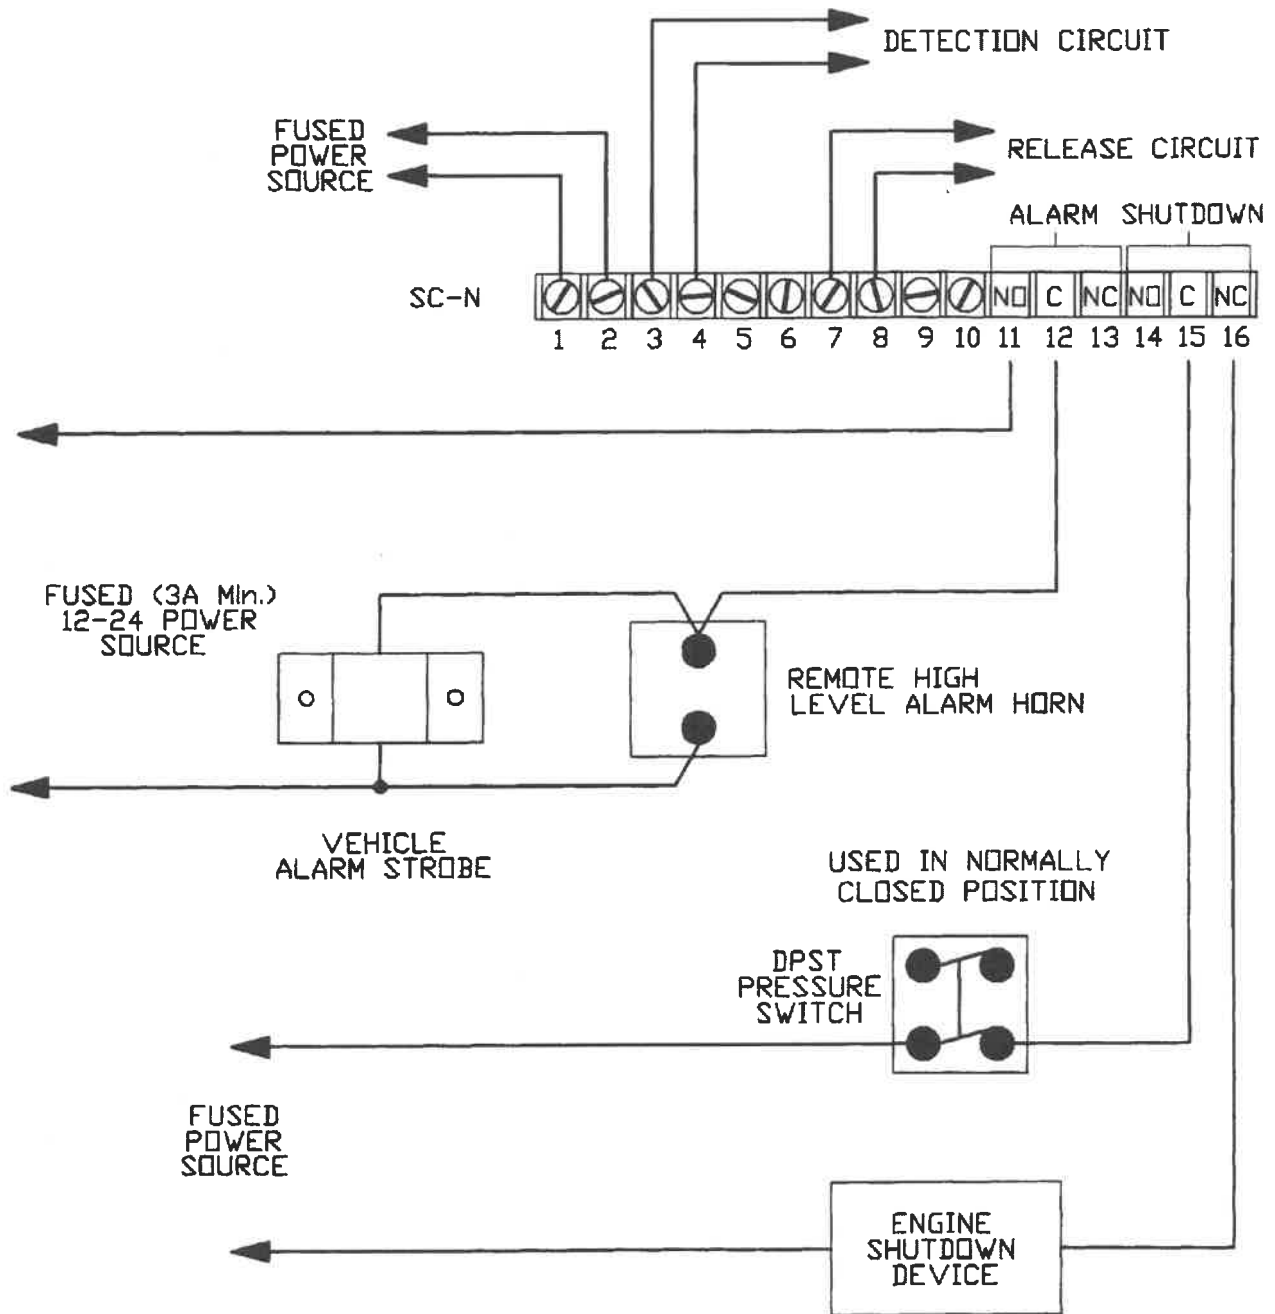 DETECTION CIRCUIT
FUSED
POWER
SOURCE
RELEASE CIRCUIT
ALARM SHUTDOWN
SC-N
NO C NC NO C NC
1 2 3 4 5 6 7 8 9 10 11 12 13 14 15 16
FUSED (3A Min.)
12-24 POWER
SOURCE
REMOTE HIGH
LEVEL ALARM HORN
VEHICLE
ALARM STROBE
USED IN NORMALLY
CLOSED POSITION
DPST
PRESSURE
SWITCH
FUSED
POWER
SOURCE
ENGINE
SHUTDOWN
DEVICE